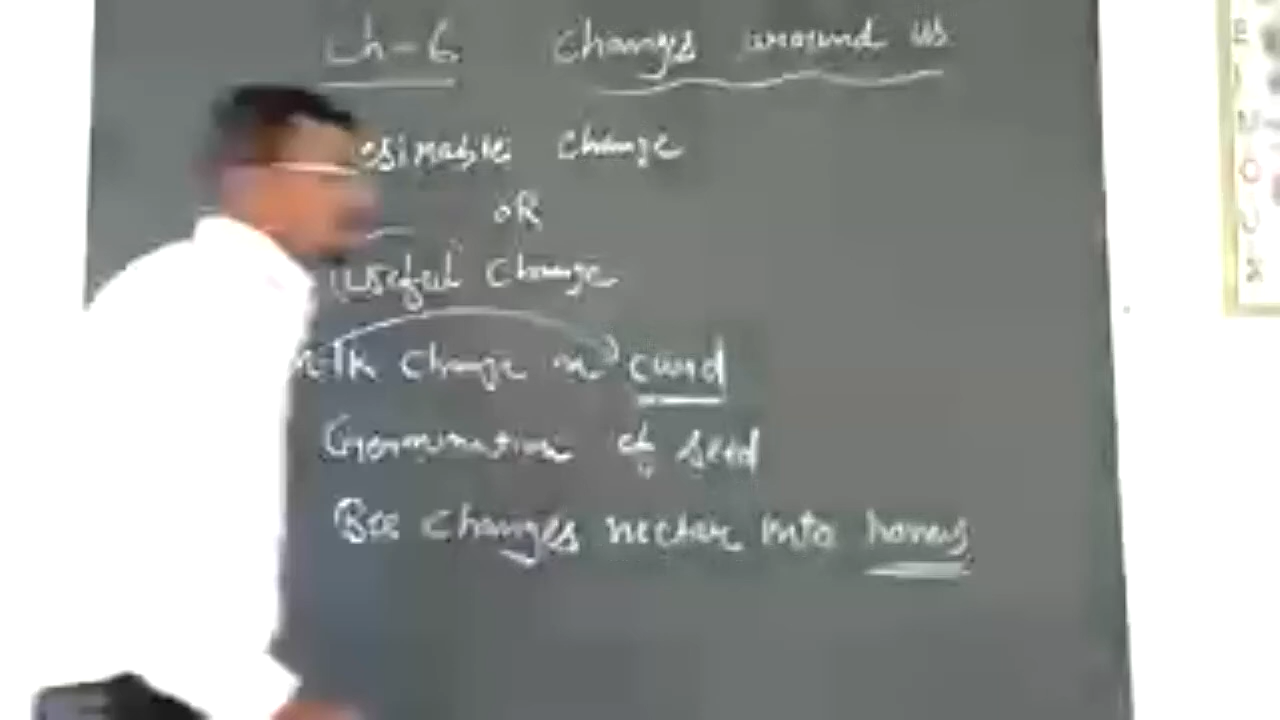 Ch-6 Changes around us
esirable change
OR
Useful change
Milk change in curd
Germination of seed
Bee changes nectar into honey